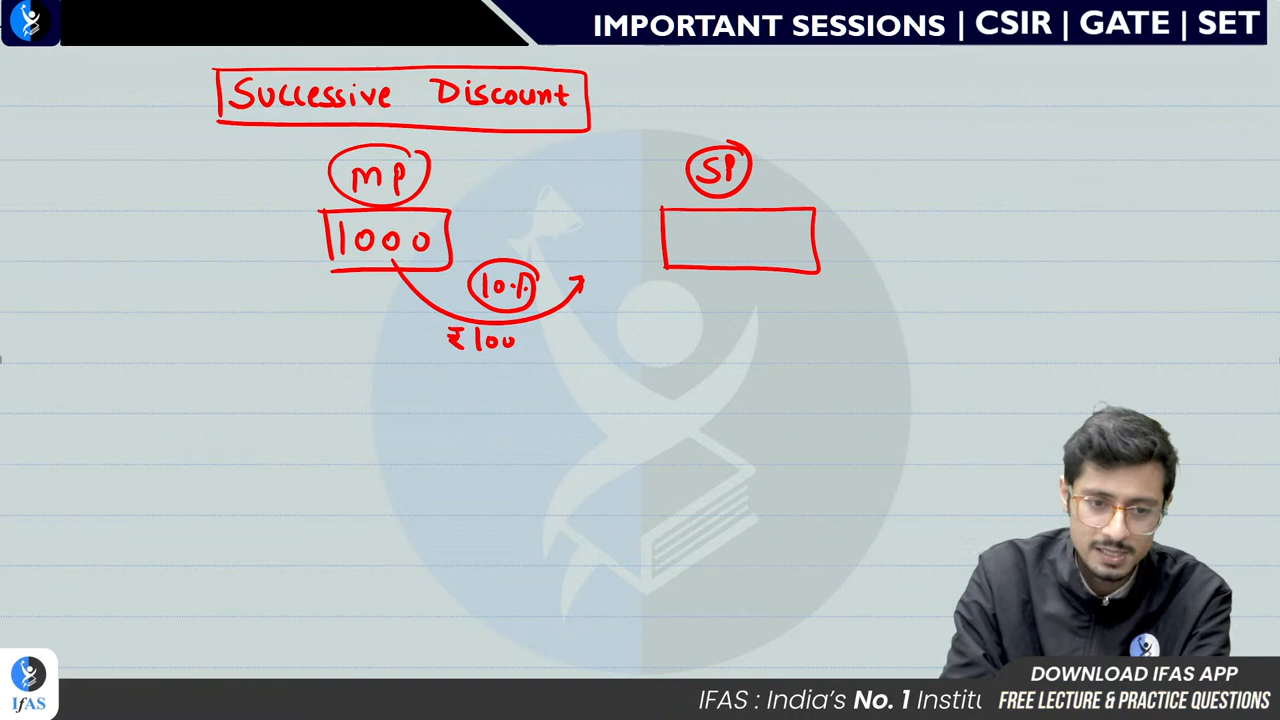 IMPORTANT SESSIONS | CSIR | GATE | SET
Successive Discount
MP
SP
1000
10%
₹100
DOWNLOAD IFAS APP
IFAS : India's No. 1 Institu
FREE LECTURE & PRACTICE QUESTIONS
IfAS